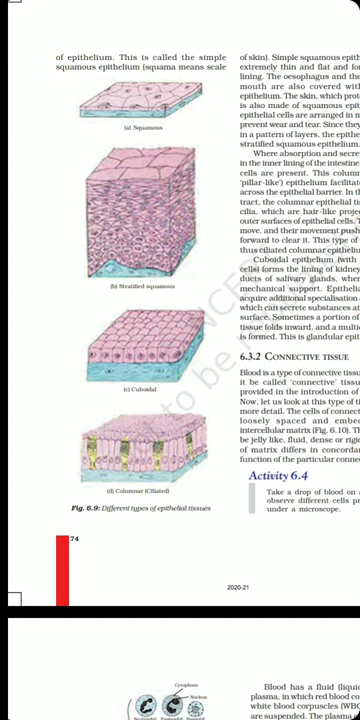 of epithelium. This is called the simple
squamous epithelium (squama means scale
(a) Squamous
(b) Stratified squamous
(c) Cuboidal
(d) Columnar (Ciliated)
Fig. 6.9: Different types of epithelial tissues
of skin). Simple squamous epith
extremely thin and flat and fo
lining. The oesophagus and the
mouth are also covered with
epithelium. The skin, which prot
is also made of squamous epit
epithelial cells are arranged in m
prevent wear and tear. Since they
in a pattern of layers, the epithe
stratified squamous epithelium.
Where absorption and secre
in the inner lining of the intestine
cells are present. This column
'pillar-like') epithelium facilitat
across the epithelial barrier. In th
tract, the columnar epithelial ti
cilia, which are hair-like projec
outer surfaces of epithelial cells. T
move, and their movement push
forward to clear it. This type of
thus ciliated columnar epitheliu
Cuboidal epithelium (with
cells) forms the lining of kidney
ducts of salivary glands, wher
mechanical support. Epithelia
acquire additional specialisation
which can secrete substances at
surface. Sometimes a portion of
tissue folds inward, and a multic
is formed. This is glandular epit
6.3.2 CONNECTIVE TISSUE
Blood is a type of connective tissu
it be called 'connective' tissu
provided in the introduction of
Now, let us look at this type of ti
more detail. The cells of connect
loosely spaced and embed
intercellular matrix (Fig. 6.10). Th
be jelly like, fluid, dense or rigi
of matrix differs in concordan
function of the particular connec
Activity 6.4
Take a drop of blood on
observe different cells pr
under a microscope.
74
2020-21
Cytoplasm
Nucleus
Blood has a fluid (liquid
plasma, in which red blood co
white blood corpuscles (WBC
are suspended. The plasma